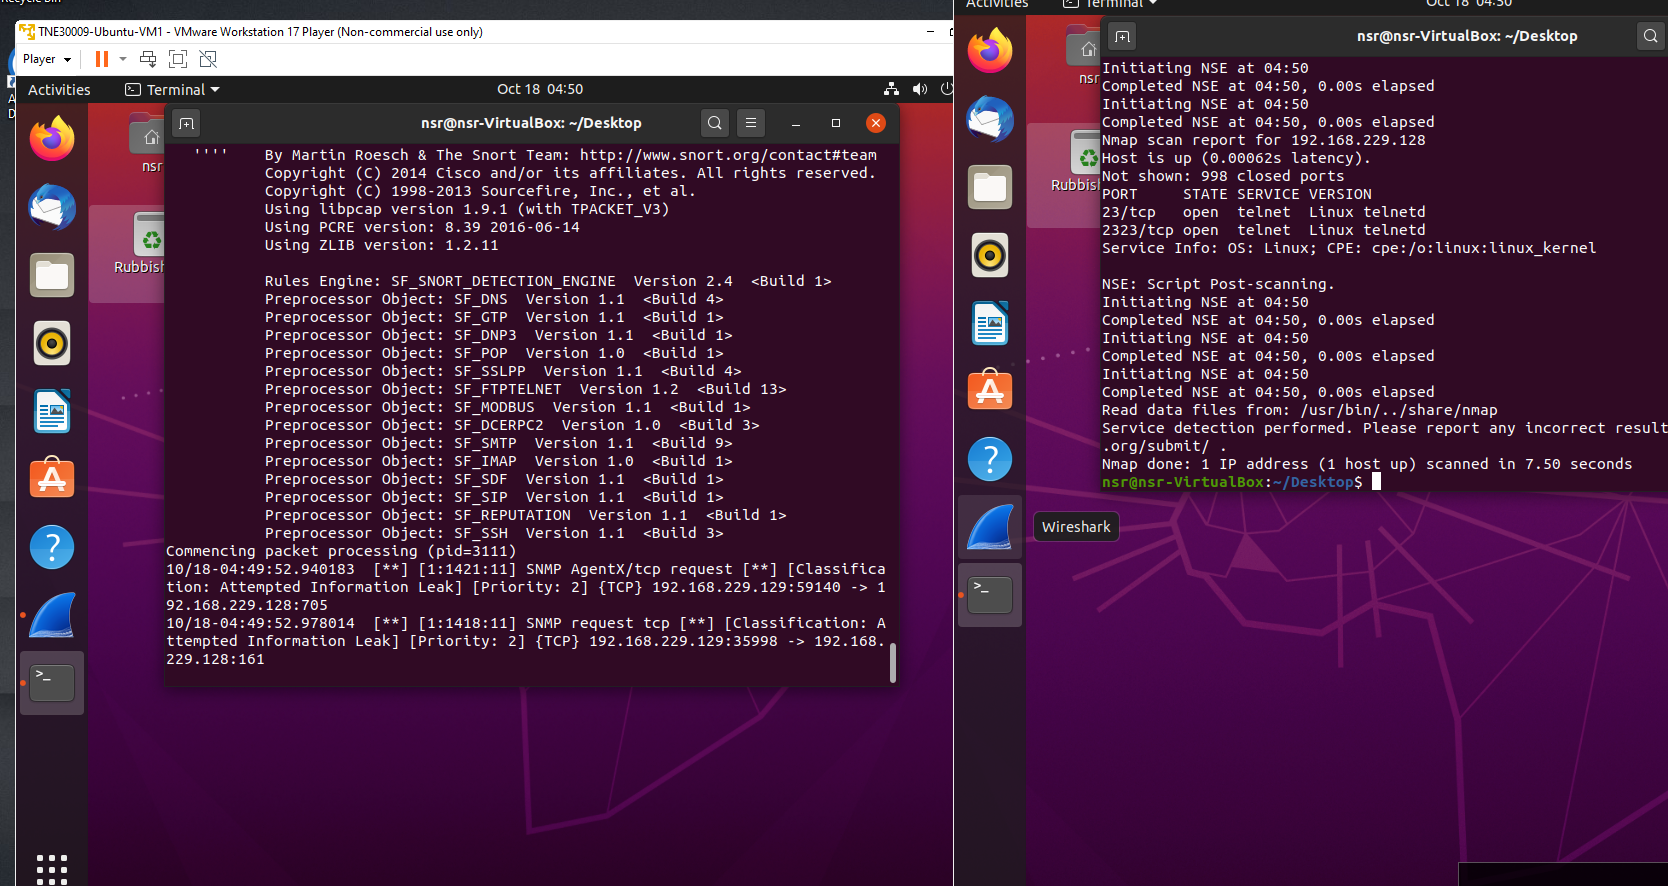 Recycle Bin
TNE30009-Ubuntu-VM1 - VMware Workstation 17 Player (Non-commercial use only)
Player
Activities
Terminal
Oct 18 04:50
nsr@nsr-VirtualBox: ~/Desktop
nsr
Rubbish
'''' By Martin Roesch & The Snort Team: http://www.snort.org/contact#team
Copyright (C) 2014 Cisco and/or its affiliates. All rights reserved.
Copyright (C) 1998-2013 Sourcefire, Inc., et al.
Using libpcap version 1.9.1 (with TPACKET_V3)
Using PCRE version: 8.39 2016-06-14
Using ZLIB version: 1.2.11
Rules Engine: SF_SNORT_DETECTION_ENGINE Version 2.4 <Build 1>
Preprocessor Object: SF_DNS Version 1.1 <Build 4>
Preprocessor Object: SF_GTP Version 1.1 <Build 1>
Preprocessor Object: SF_DNP3 Version 1.1 <Build 1>
Preprocessor Object: SF_POP Version 1.0 <Build 1>
Preprocessor Object: SF_SSLPP Version 1.1 <Build 4>
Preprocessor Object: SF_FTPTELNET Version 1.2 <Build 13>
Preprocessor Object: SF_MODBUS Version 1.1 <Build 1>
Preprocessor Object: SF_DCERPC2 Version 1.0 <Build 3>
Preprocessor Object: SF_SMTP Version 1.1 <Build 9>
Preprocessor Object: SF_IMAP Version 1.0 <Build 1>
Preprocessor Object: SF_SDF Version 1.1 <Build 1>
Preprocessor Object: SF_SIP Version 1.1 <Build 1>
Preprocessor Object: SF_REPUTATION Version 1.1 <Build 1>
Preprocessor Object: SF_SSH Version 1.1 <Build 3>
Commencing packet processing (pid=3111)
10/18-04:49:52.940183 [**] [1:1421:11] SNMP AgentX/tcp request [**] [Classifica
tion: Attempted Information Leak] [Priority: 2] {TCP} 192.168.229.129:59140 -> 1
92.168.229.128:705
10/18-04:49:52.978014 [**] [1:1418:11] SNMP request tcp [**] [Classification: A
ttempted Information Leak] [Priority: 2] {TCP} 192.168.229.129:35998 -> 192.168.
229.128:161
Activities
Terminal
Oct 18 04:50
nsr@nsr-VirtualBox: ~/Desktop
nsr
Rubbish
Initiating NSE at 04:50
Completed NSE at 04:50, 0.00s elapsed
Initiating NSE at 04:50
Completed NSE at 04:50, 0.00s elapsed
Nmap scan report for 192.168.229.128
Host is up (0.00062s latency).
Not shown: 998 closed ports
PORT STATE SERVICE VERSION
23/tcp open telnet Linux telnetd
2323/tcp open telnet Linux telnetd
Service Info: OS: Linux; CPE: cpe:/o:linux:linux_kernel
NSE: Script Post-scanning.
Initiating NSE at 04:50
Completed NSE at 04:50, 0.00s elapsed
Initiating NSE at 04:50
Completed NSE at 04:50, 0.00s elapsed
Initiating NSE at 04:50
Completed NSE at 04:50, 0.00s elapsed
Read data files from: /usr/bin/../share/nmap
Service detection performed. Please report any incorrect result
.org/submit/ .
Nmap done: 1 IP address (1 host up) scanned in 7.50 seconds
nsr@nsr-VirtualBox:~/Desktop$
Wireshark